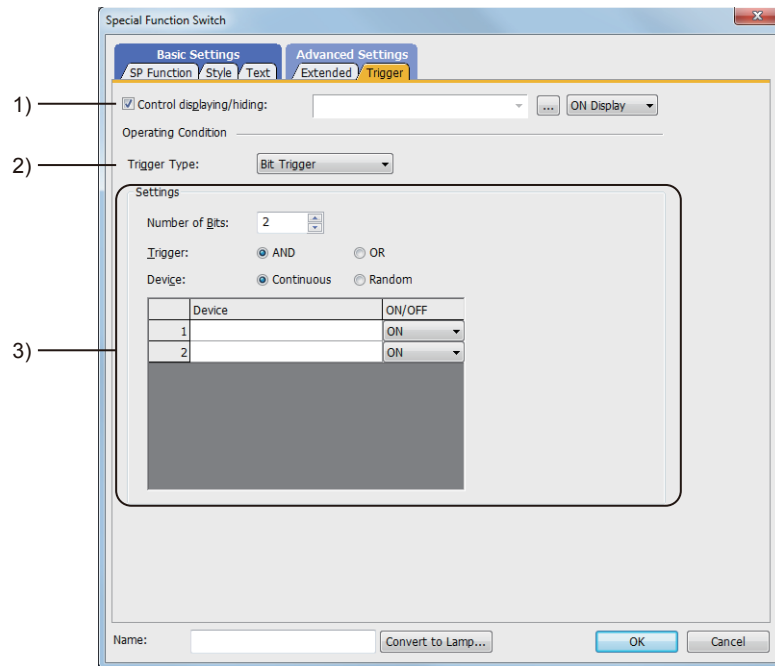 Special Function Switch
Basic Settings Advanced Settings
SP Function Style Text Extended Trigger
1) Control displaying/hiding: ... ON Display
Operating Condition
2) Trigger Type: Bit Trigger
Settings
Number of Bits: 2
Trigger: AND OR
Device: Continuous Random
Device ON/OFF
1 ON
3) 2 ON
Name: Convert to Lamp... OK Cancel